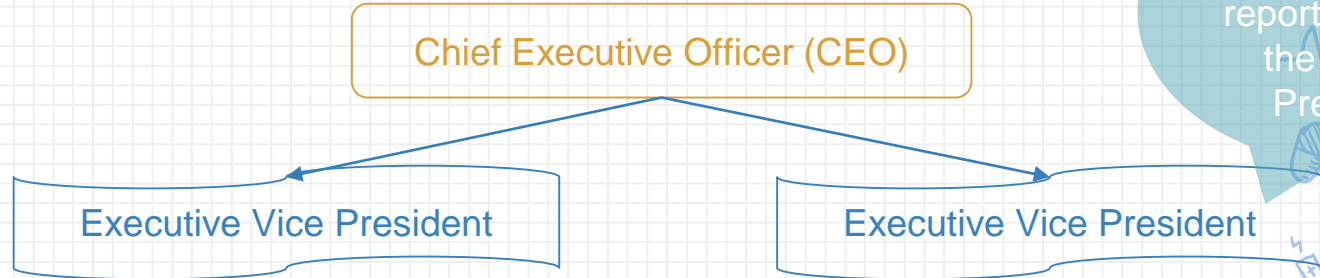 report
the
Chief Executive Officer (CEO)
Executive Vice President
Executive Vice President